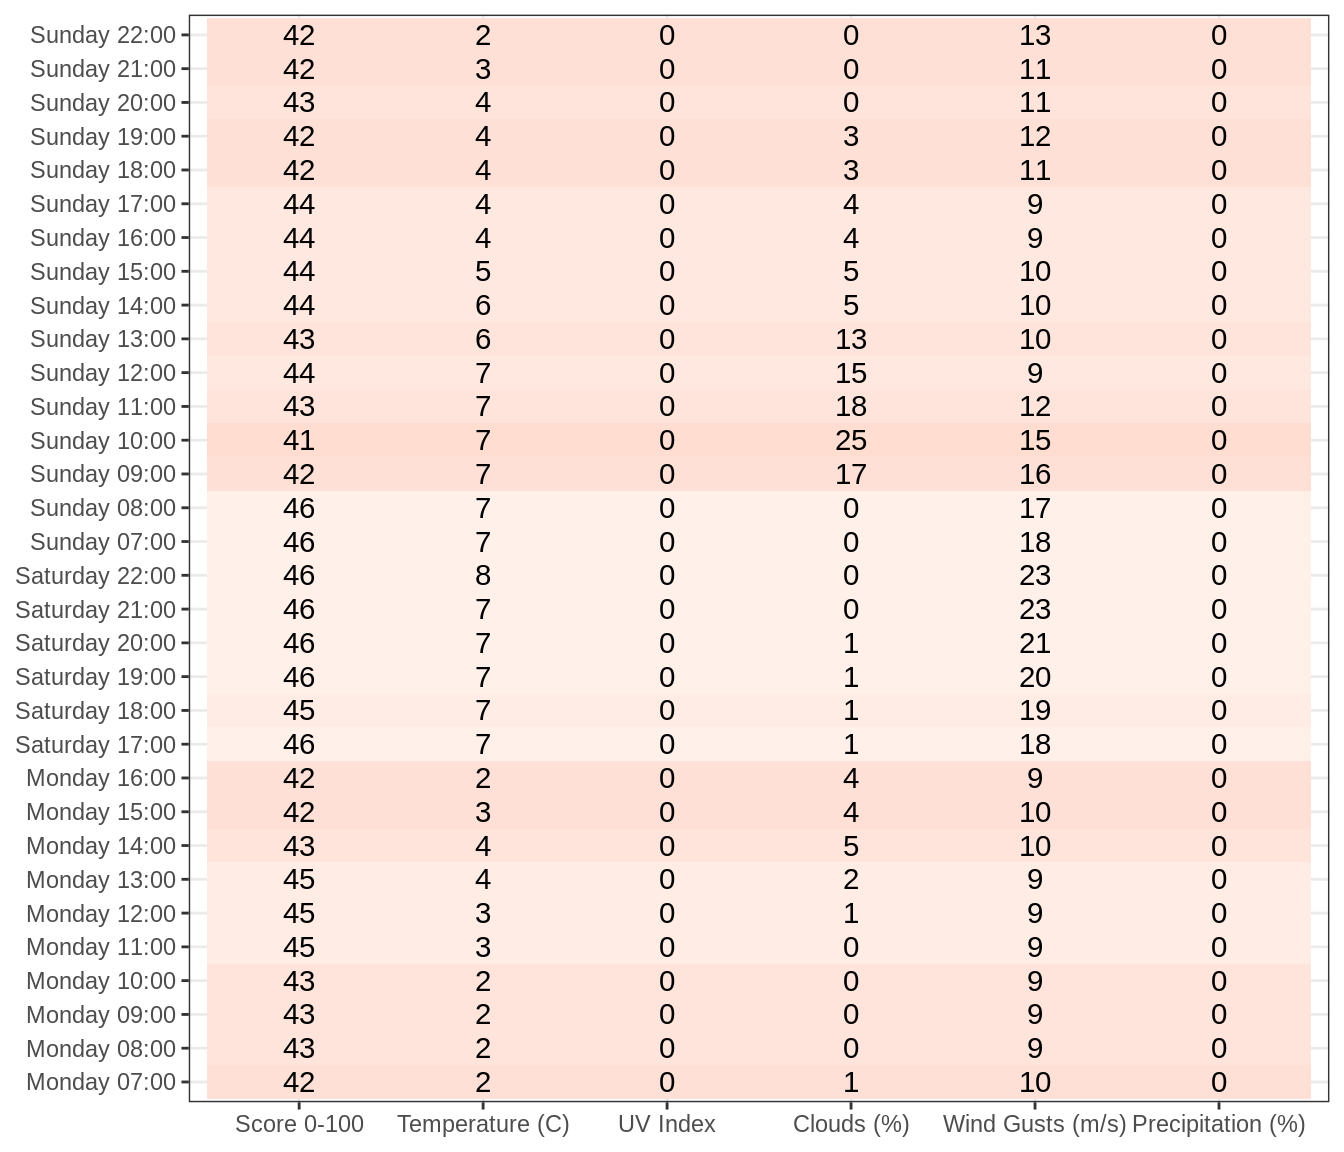 Sunday 22:00 42 2 0 0 13 0
Sunday 21:00 42 3 0 0 11 0
Sunday 20:00 43 4 0 0 11 0
Sunday 19:00 42 4 0 3 12 0
Sunday 18:00 42 4 0 3 11 0
Sunday 17:00 44 4 0 4 9 0
Sunday 16:00 44 4 0 4 9 0
Sunday 15:00 44 5 0 5 10 0
Sunday 14:00 44 6 0 5 10 0
Sunday 13:00 43 6 0 13 10 0
Sunday 12:00 44 7 0 15 9 0
Sunday 11:00 43 7 0 18 12 0
Sunday 10:00 41 7 0 25 15 0
Sunday 09:00 42 7 0 17 16 0
Sunday 08:00 46 7 0 0 17 0
Sunday 07:00 46 7 0 0 18 0
Saturday 22:00 46 8 0 0 23 0
Saturday 21:00 46 7 0 0 23 0
Saturday 20:00 46 7 0 1 21 0
Saturday 19:00 46 7 0 1 20 0
Saturday 18:00 45 7 0 1 19 0
Saturday 17:00 46 7 0 1 18 0
Monday 16:00 42 2 0 4 9 0
Monday 15:00 42 3 0 4 10 0
Monday 14:00 43 4 0 5 10 0
Monday 13:00 45 4 0 2 9 0
Monday 12:00 45 3 0 1 9 0
Monday 11:00 45 3 0 0 9 0
Monday 10:00 43 2 0 0 9 0
Monday 09:00 43 2 0 0 9 0
Monday 08:00 43 2 0 0 9 0
Monday 07:00 42 2 0 1 10 0
Score 0-100 Temperature (C) UV Index Clouds (%) Wind Gusts (m/s) Precipitation (%)